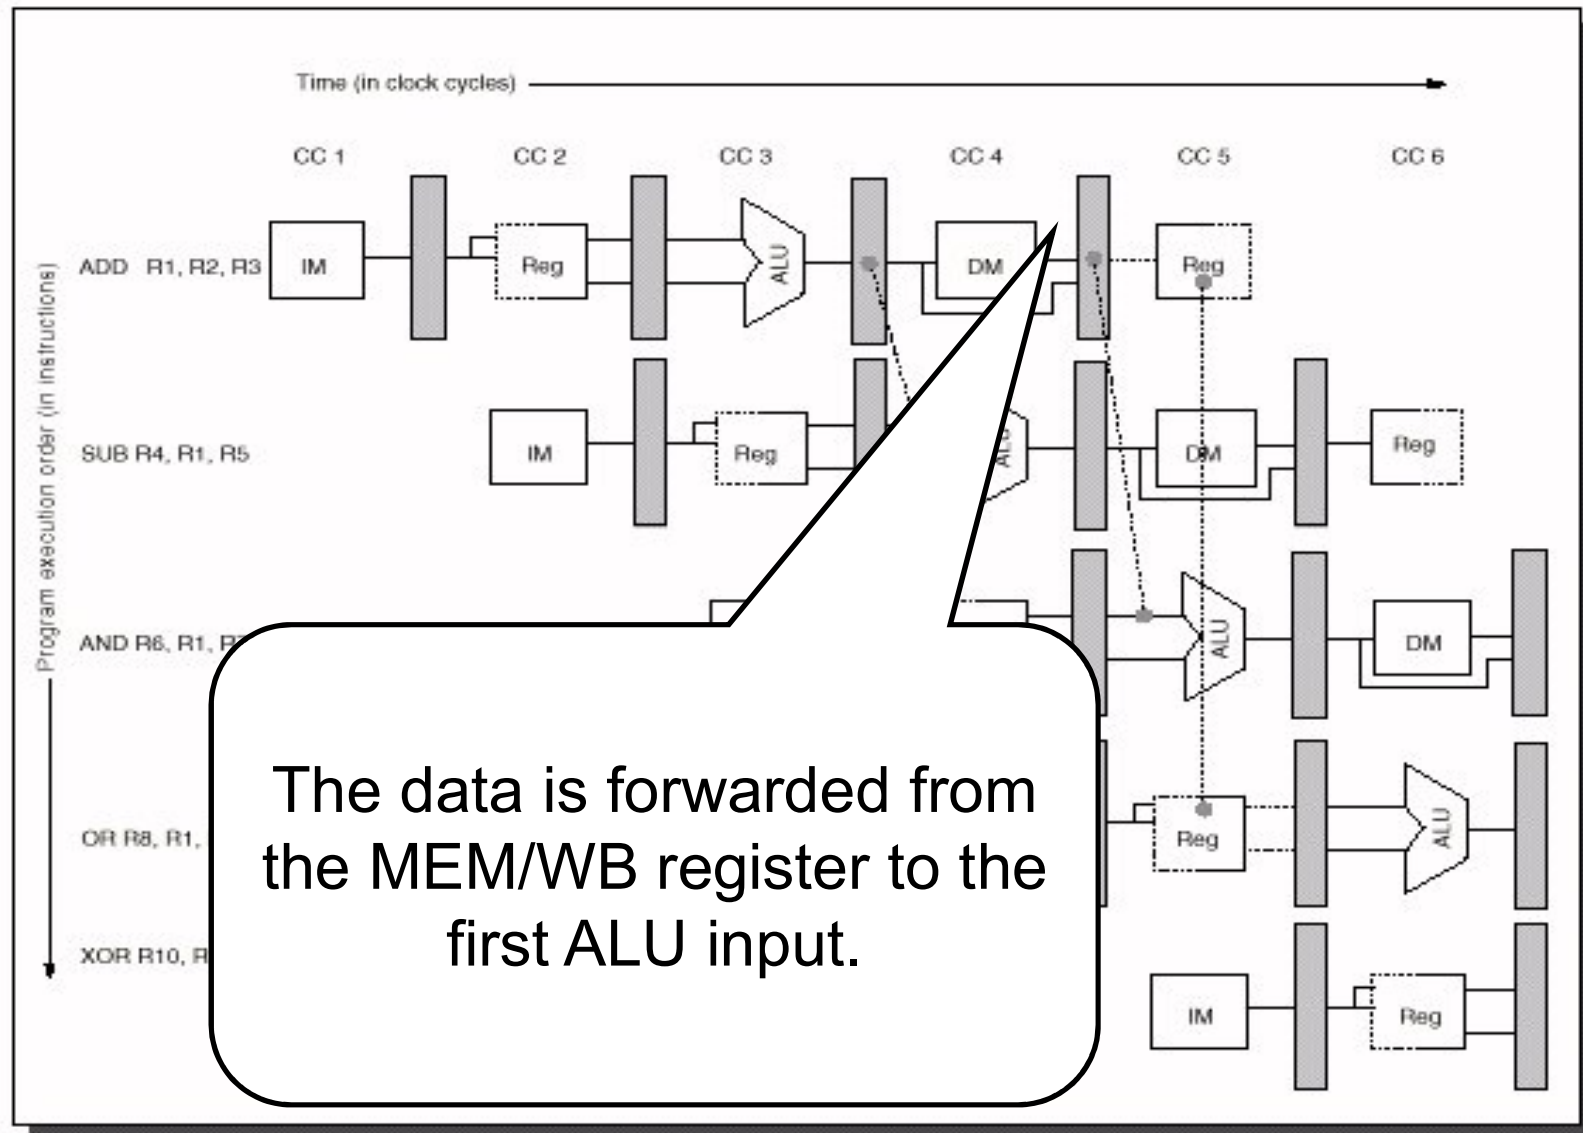 Time (in clock cycles)
CC 1 CC 2 CC 3 CC 4 CC 5 CC 6
Program execution order (in instructions)
ADD R1, R2, R3 IM Reg ALU DM Reg
SUB R4, R1, R5 IM Reg ALU DM Reg
AND R6, R1, ALU DM
OR R8, R1, Reg ALU
XOR R10, IM Reg
The data is forwarded from
the MEM/WB register to the
first ALU input.